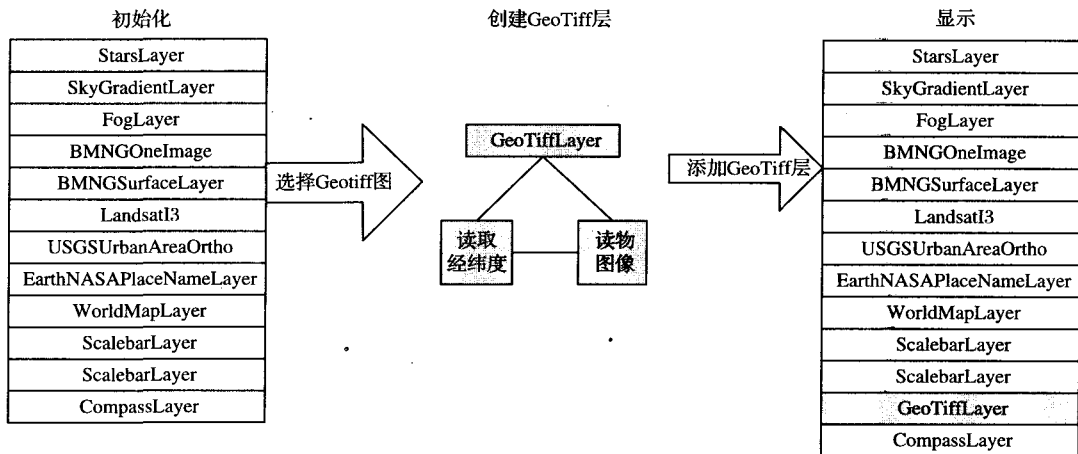 初始化
StarsLayer
SkyGradientLayer
FogLayer
BMNGOneImage
BMNGSurfaceLayer
LandsatI3
USGSUrbanAreaOrtho
EarthNASAPlaceNameLayer
WorldMapLayer
ScalebarLayer
ScalebarLayer
CompassLayer
选择Geotiff图
创建GeoTiff层
GeoTiffLayer
读取
经纬度
读物
图像
添加GeoTiff层
显示
StarsLayer
SkyGradientLayer
FogLayer
BMNGOneImage
BMNGSurfaceLayer
LandsatI3
USGSUrbanAreaOrtho
EarthNASAPlaceNameLayer
WorldMapLayer
ScalebarLayer
ScalebarLayer
GeoTiffLayer
CompassLayer